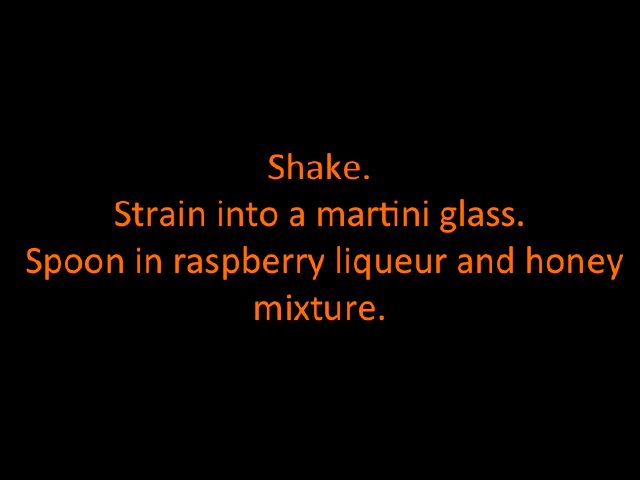 Shake.
Strain into a martini glass.
Spoon in raspberry liqueur and honey
mixture.